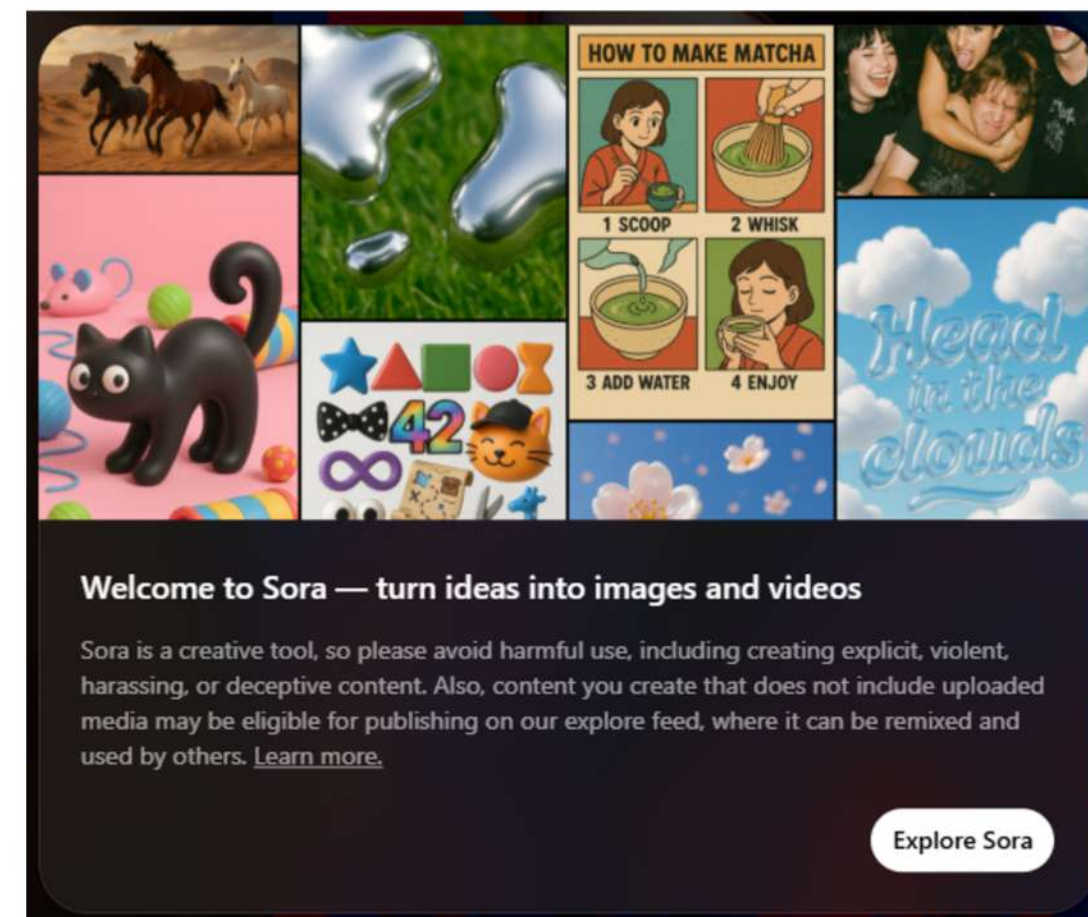 HOW TO MAKE MATCHA
1 SCOOP
2 WHISK
3 ADD WATER
4 ENJOY
42
Head
in the
clouds
Welcome to Sora — turn ideas into images and videos
Sora is a creative tool, so please avoid harmful use, including creating explicit, violent,
harassing, or deceptive content. Also, content you create that does not include uploaded
media may be eligible for publishing on our explore feed, where it can be remixed and
used by others. Learn more.
Explore Sora